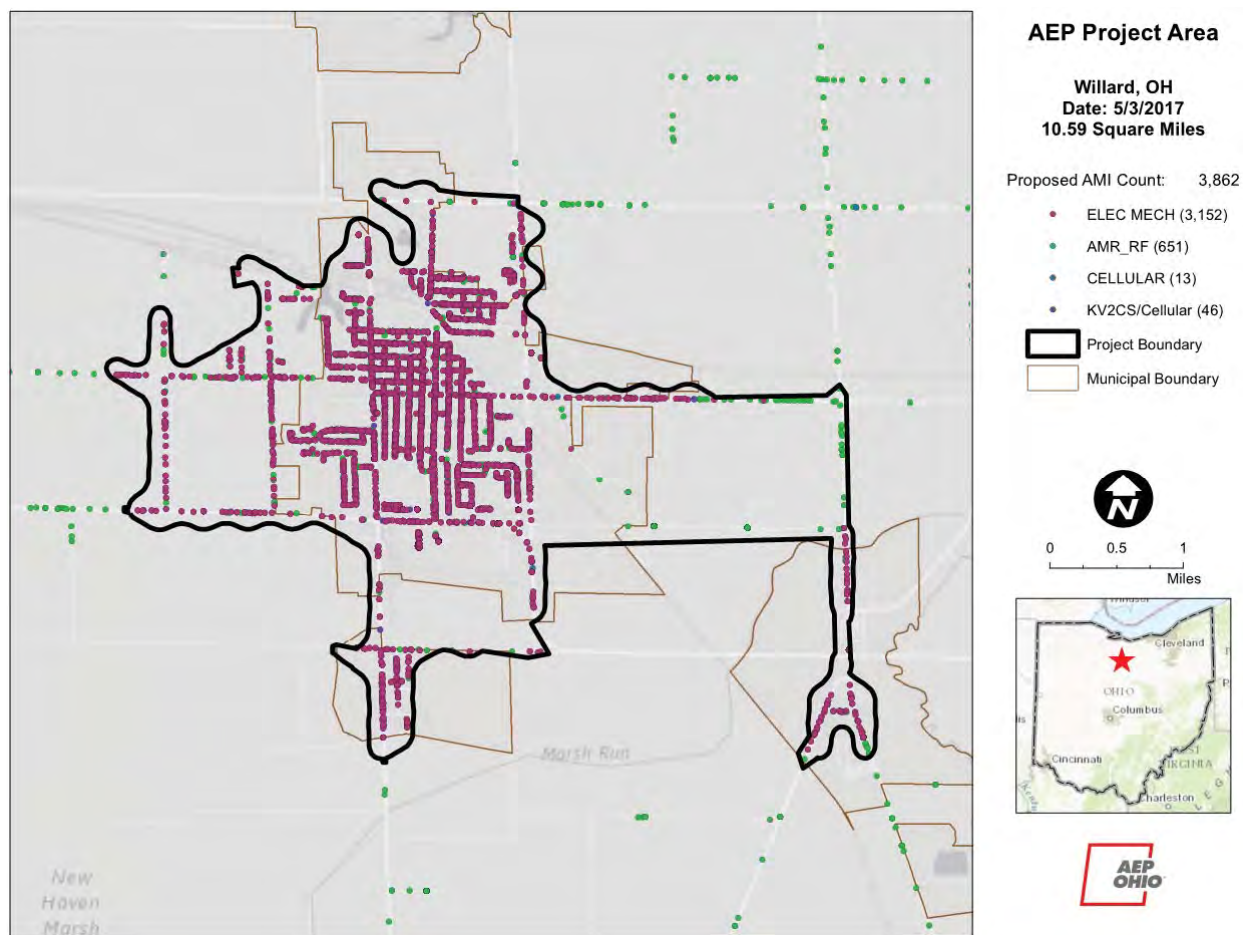 AEP Project Area
Willard, OH
Date: 5/3/2017
10.59 Square Miles
Proposed AMI Count: 3,862
ELEC MECH (3,152)
AMR_RF (651)
CELLULAR (13)
KV2CS/Cellular (46)
Project Boundary
Municipal Boundary
N
0 0.5 1
Miles
Cleveland
OHIO
Columbus
Cincinnati
Charleston
AEP
OHIO
Marsh Run
New
Haven
Marsh